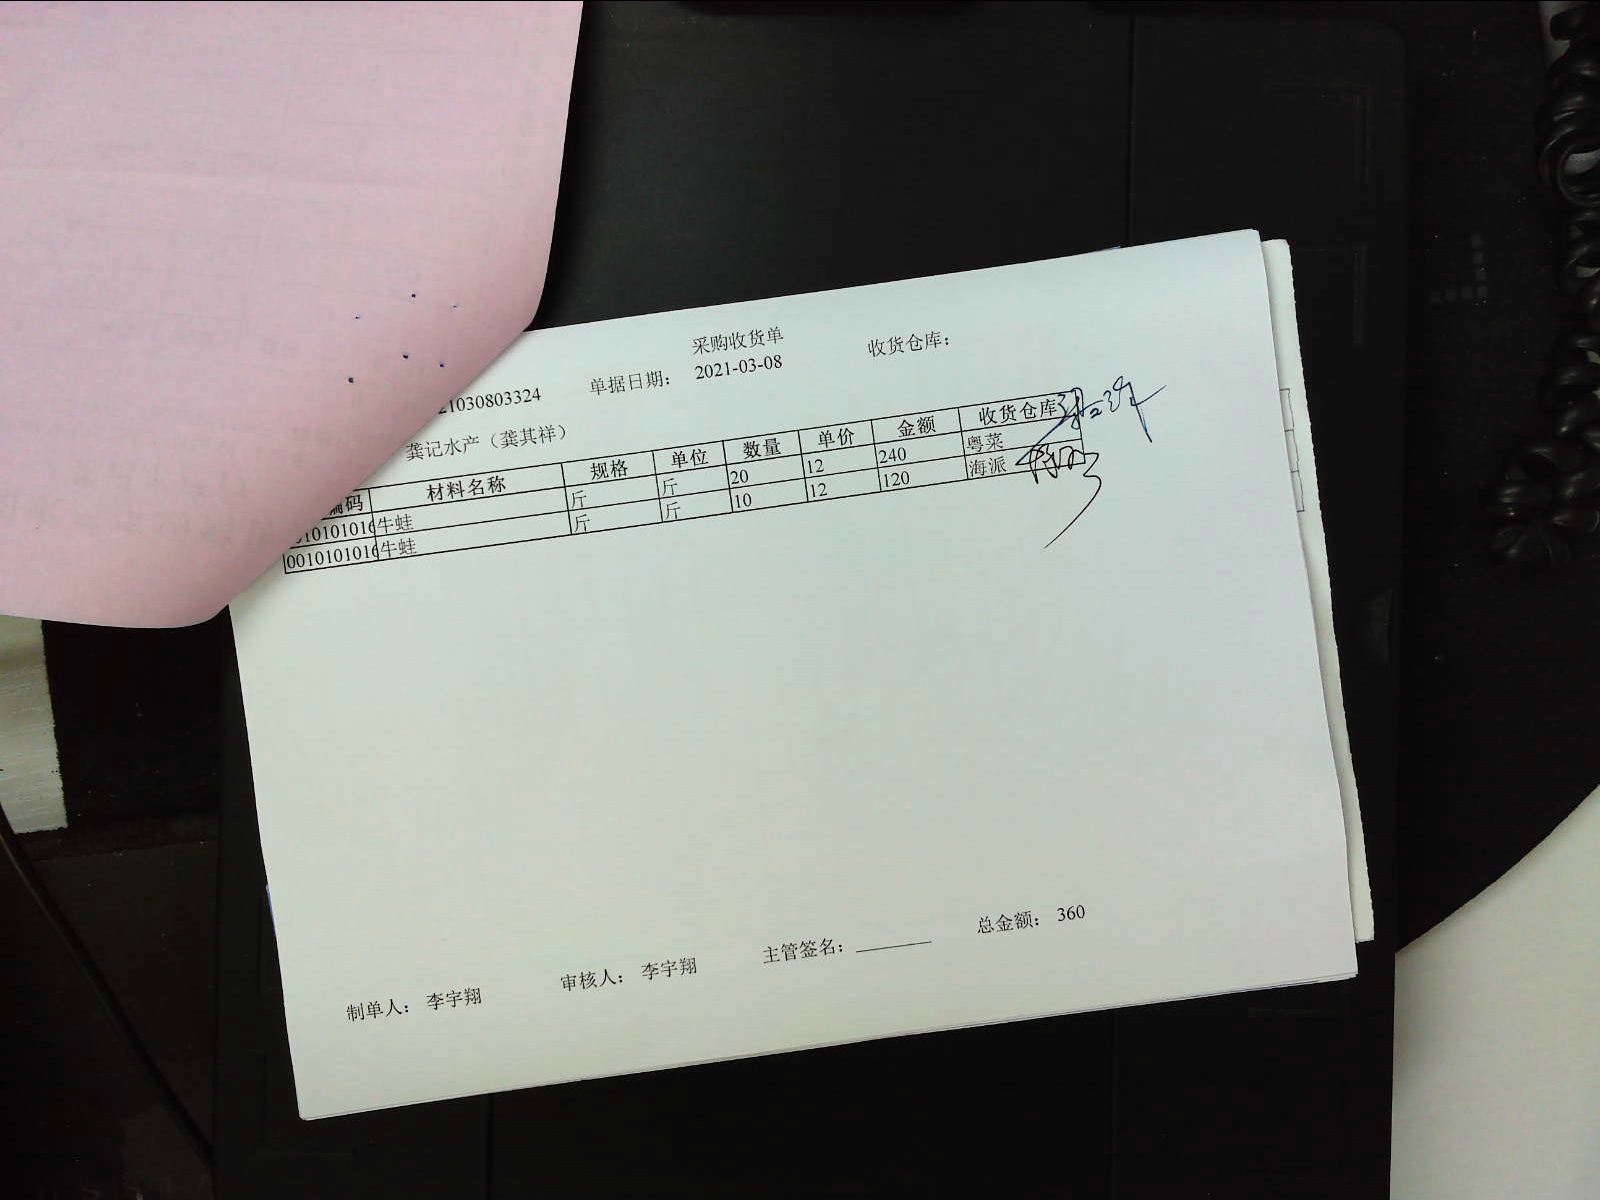 采购收货单
21030803324 单据日期： 2021-03-08 收货仓库：
龚记水产（龚其祥）
编码 材料名称 规格 单位 数量 单价 金额 收货仓库
10101016 牛蛙 斤 斤 20 12 240 粤菜
0010101016 牛蛙 斤 斤 10 12 120 海派
制单人： 李宇翔 审核人： 李宇翔 主管签名： 总金额： 360